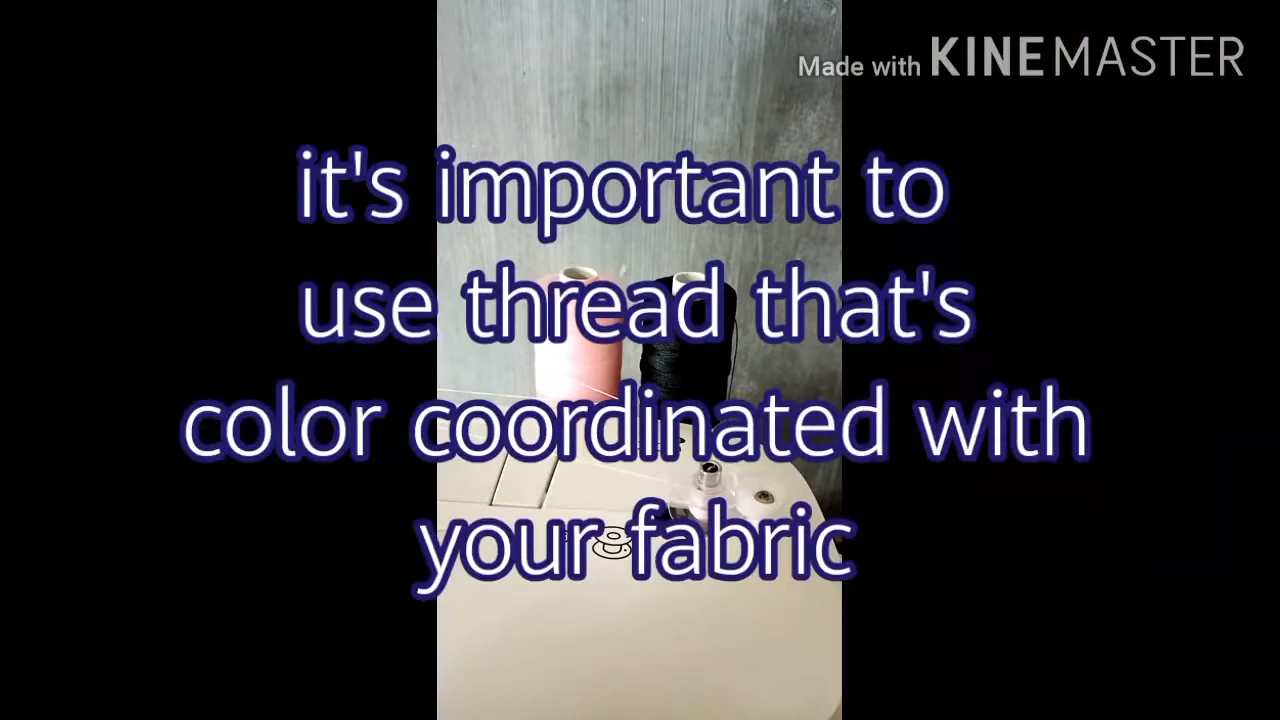 Made with KINEMASTER
it's important to
use thread that's
color coordinated with
your fabric